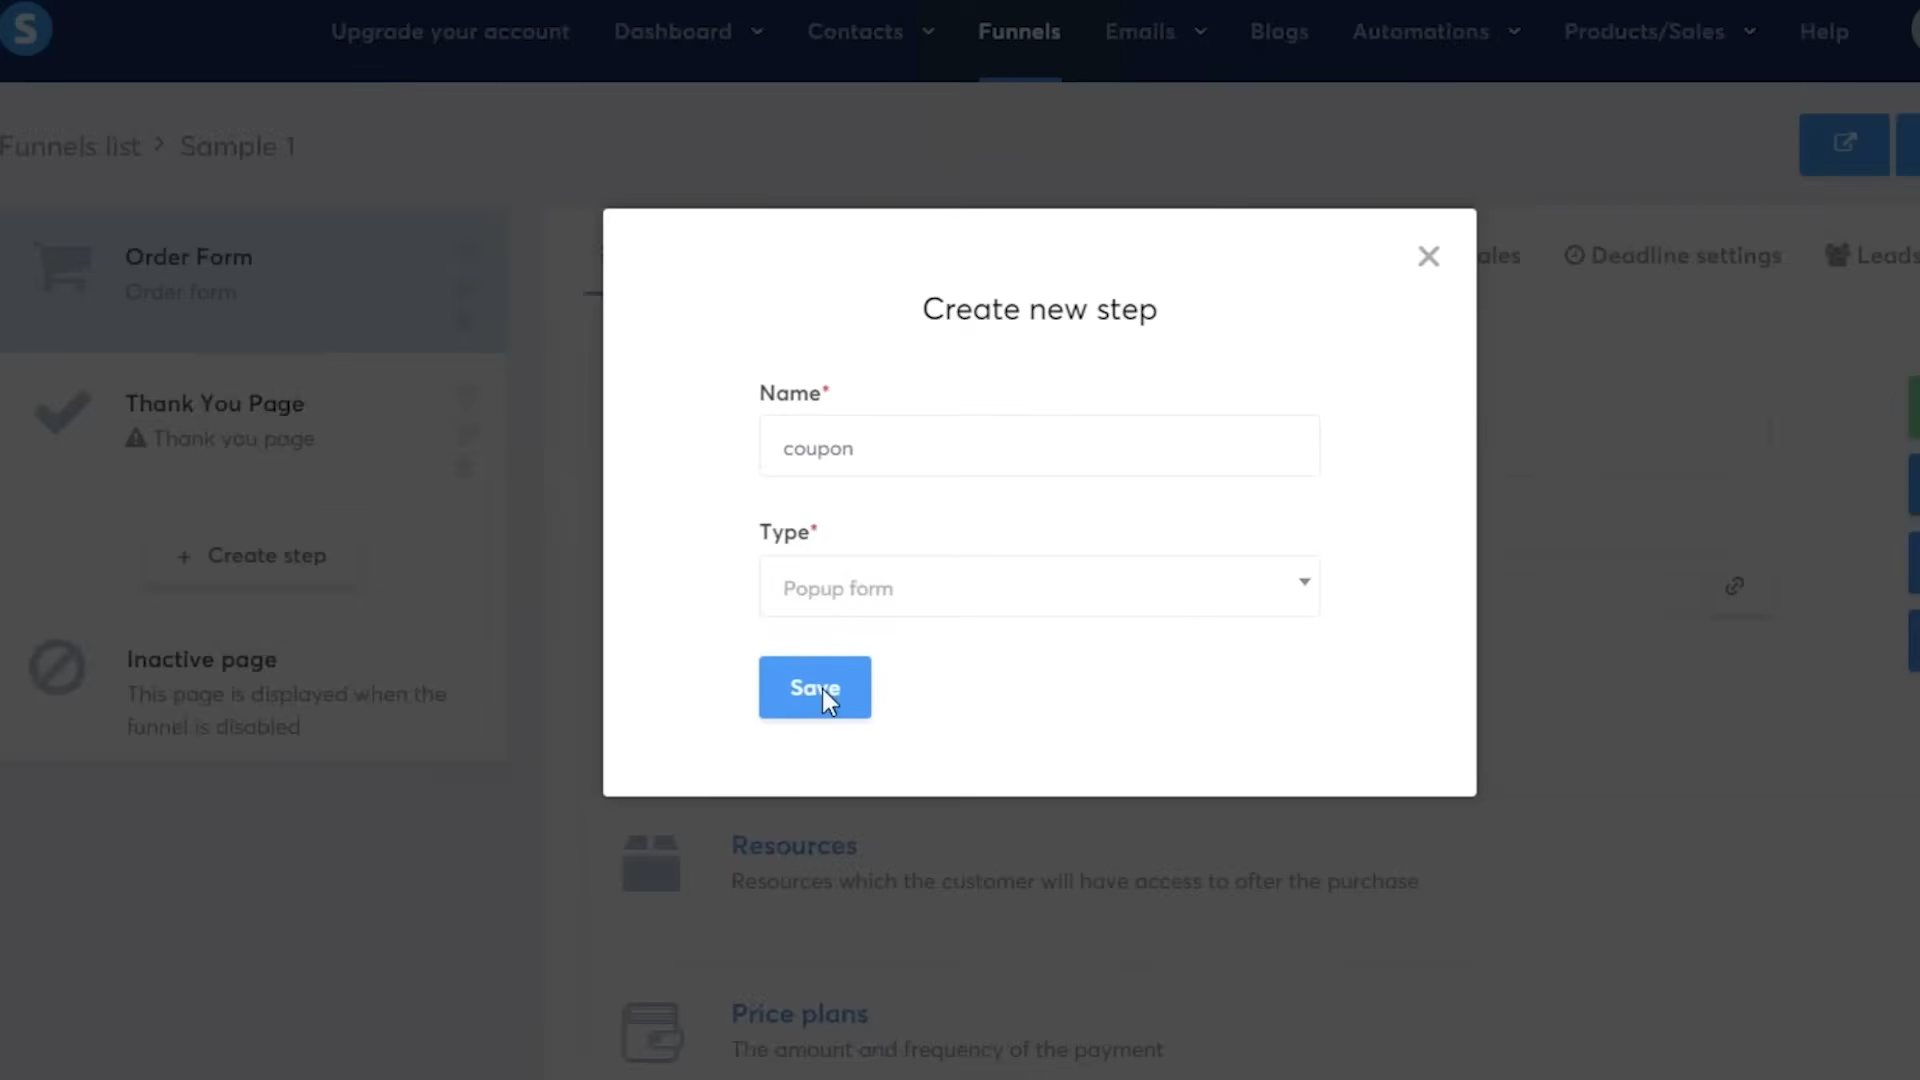 S
Upgrade your account Dashboard Contacts Funnels Emails Blogs Automations Products/Sales Help
Funnels list > Sample 1
Order Form
Order form
Thank You Page
Thank you page
+ Create step
Inactive page
This page is displayed when the
funnel is disabled
Deadline settings
Leads
×
Create new step
Name*
coupon
Type*
Popup form
Save
Resources
Resources which the customer will have access to after the purchase
Price plans
The amount and frequency of the payment